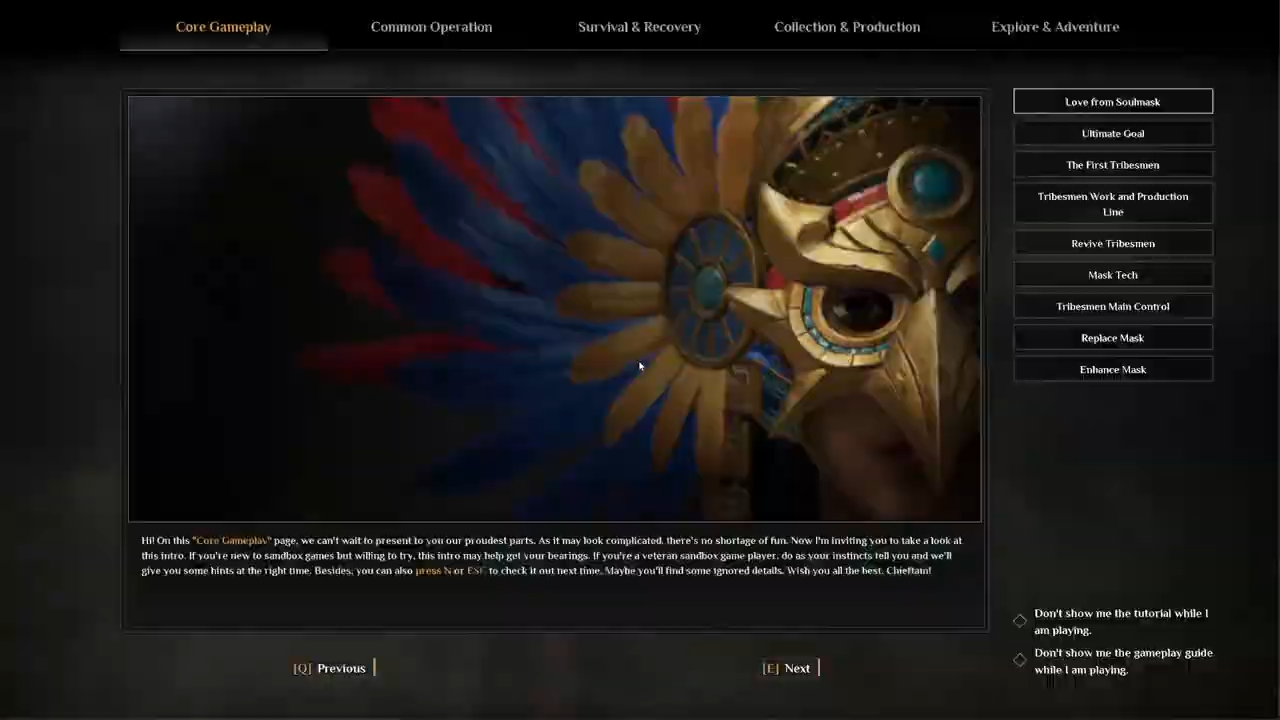 Core Gameplay
Common Operation
Survival & Recovery
Collection & Production
Explore & Adventure
Love from Soulmask
Ultimate Goal
The First Tribesmen
Tribesmen Work and Production
Line
Revive Tribesmen
Mask Tech
Tribesmen Main Control
Replace Mask
Enhance Mask
Hi! On this "Core Gameplay" page, we can't wait to present to you our proudest parts. As it may look complicated, there's no shortage of fun. Now I'm inviting you to take a look at
this intro. If you're new to sandbox games but willing to try, this intro may help get your bearings. If you're a veteran sandbox game player, do as your instincts tell you and we'll
give you some hints at the right time. Besides, you can also press N or ESC to check it out next time. Maybe you'll find some ignored details. Wish you all the best, Chieftain!
Don't show me the tutorial while I
am playing.
Don't show me the gameplay guide
while I am playing.
[Q] Previous
[E] Next